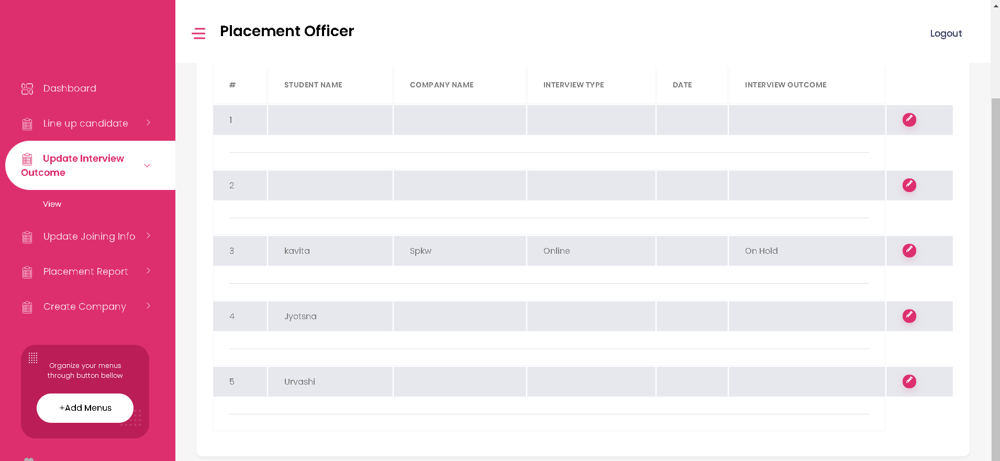 Placement Officer
Logout
Dashboard
Line up candidate
Update Interview
Outcome
View
Update Joining Info
Placement Report
Create Company
Organize your menus
through button bellow
+Add Menus
# STUDENT NAME COMPANY NAME INTERVIEW TYPE DATE INTERVIEW OUTCOME
1
2
3 kavita Spkw Online On Hold
4 Jyotsna
5 Urvashi